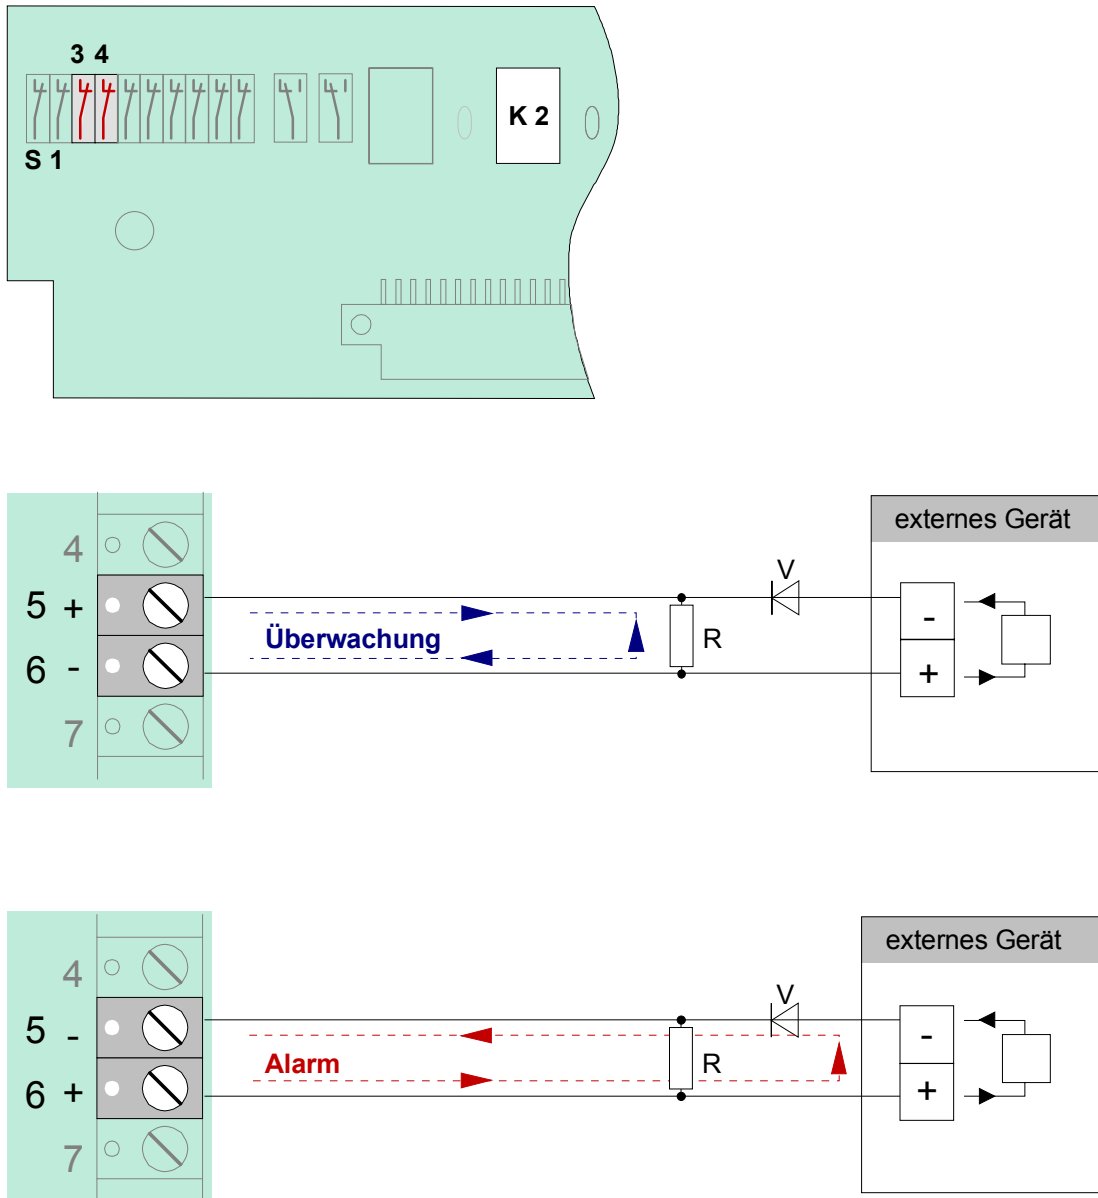 3 4
K 2
S 1
externes Gerät
4
V
5 +
-
Überwachung
R
6 -
+
7
externes Gerät
4
V
5 -
-
Alarm
R
6 +
+
7